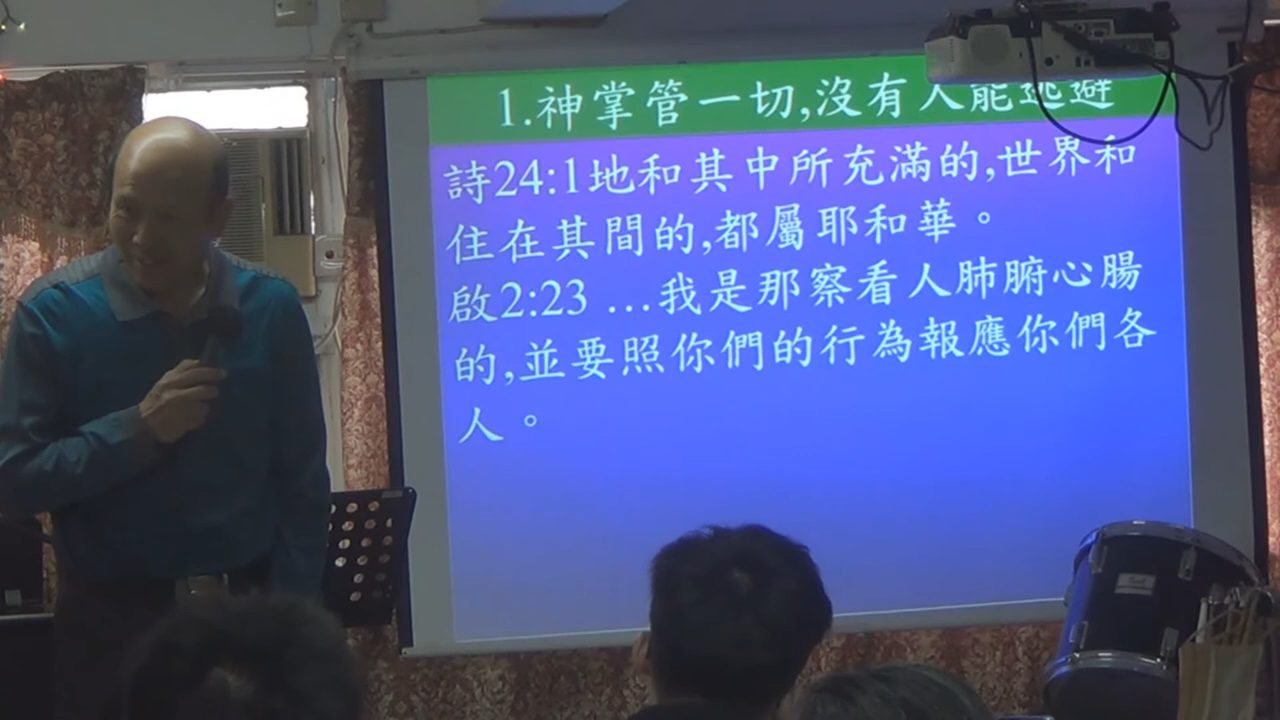 1.神掌管一切,沒有人能逃避
詩24:1地和其中所充滿的,世界和
住在其間的,都屬耶和華。
啟2:23 …我是那察看人肺腑心腸
的,並要照你們的行為報應你們各
人。